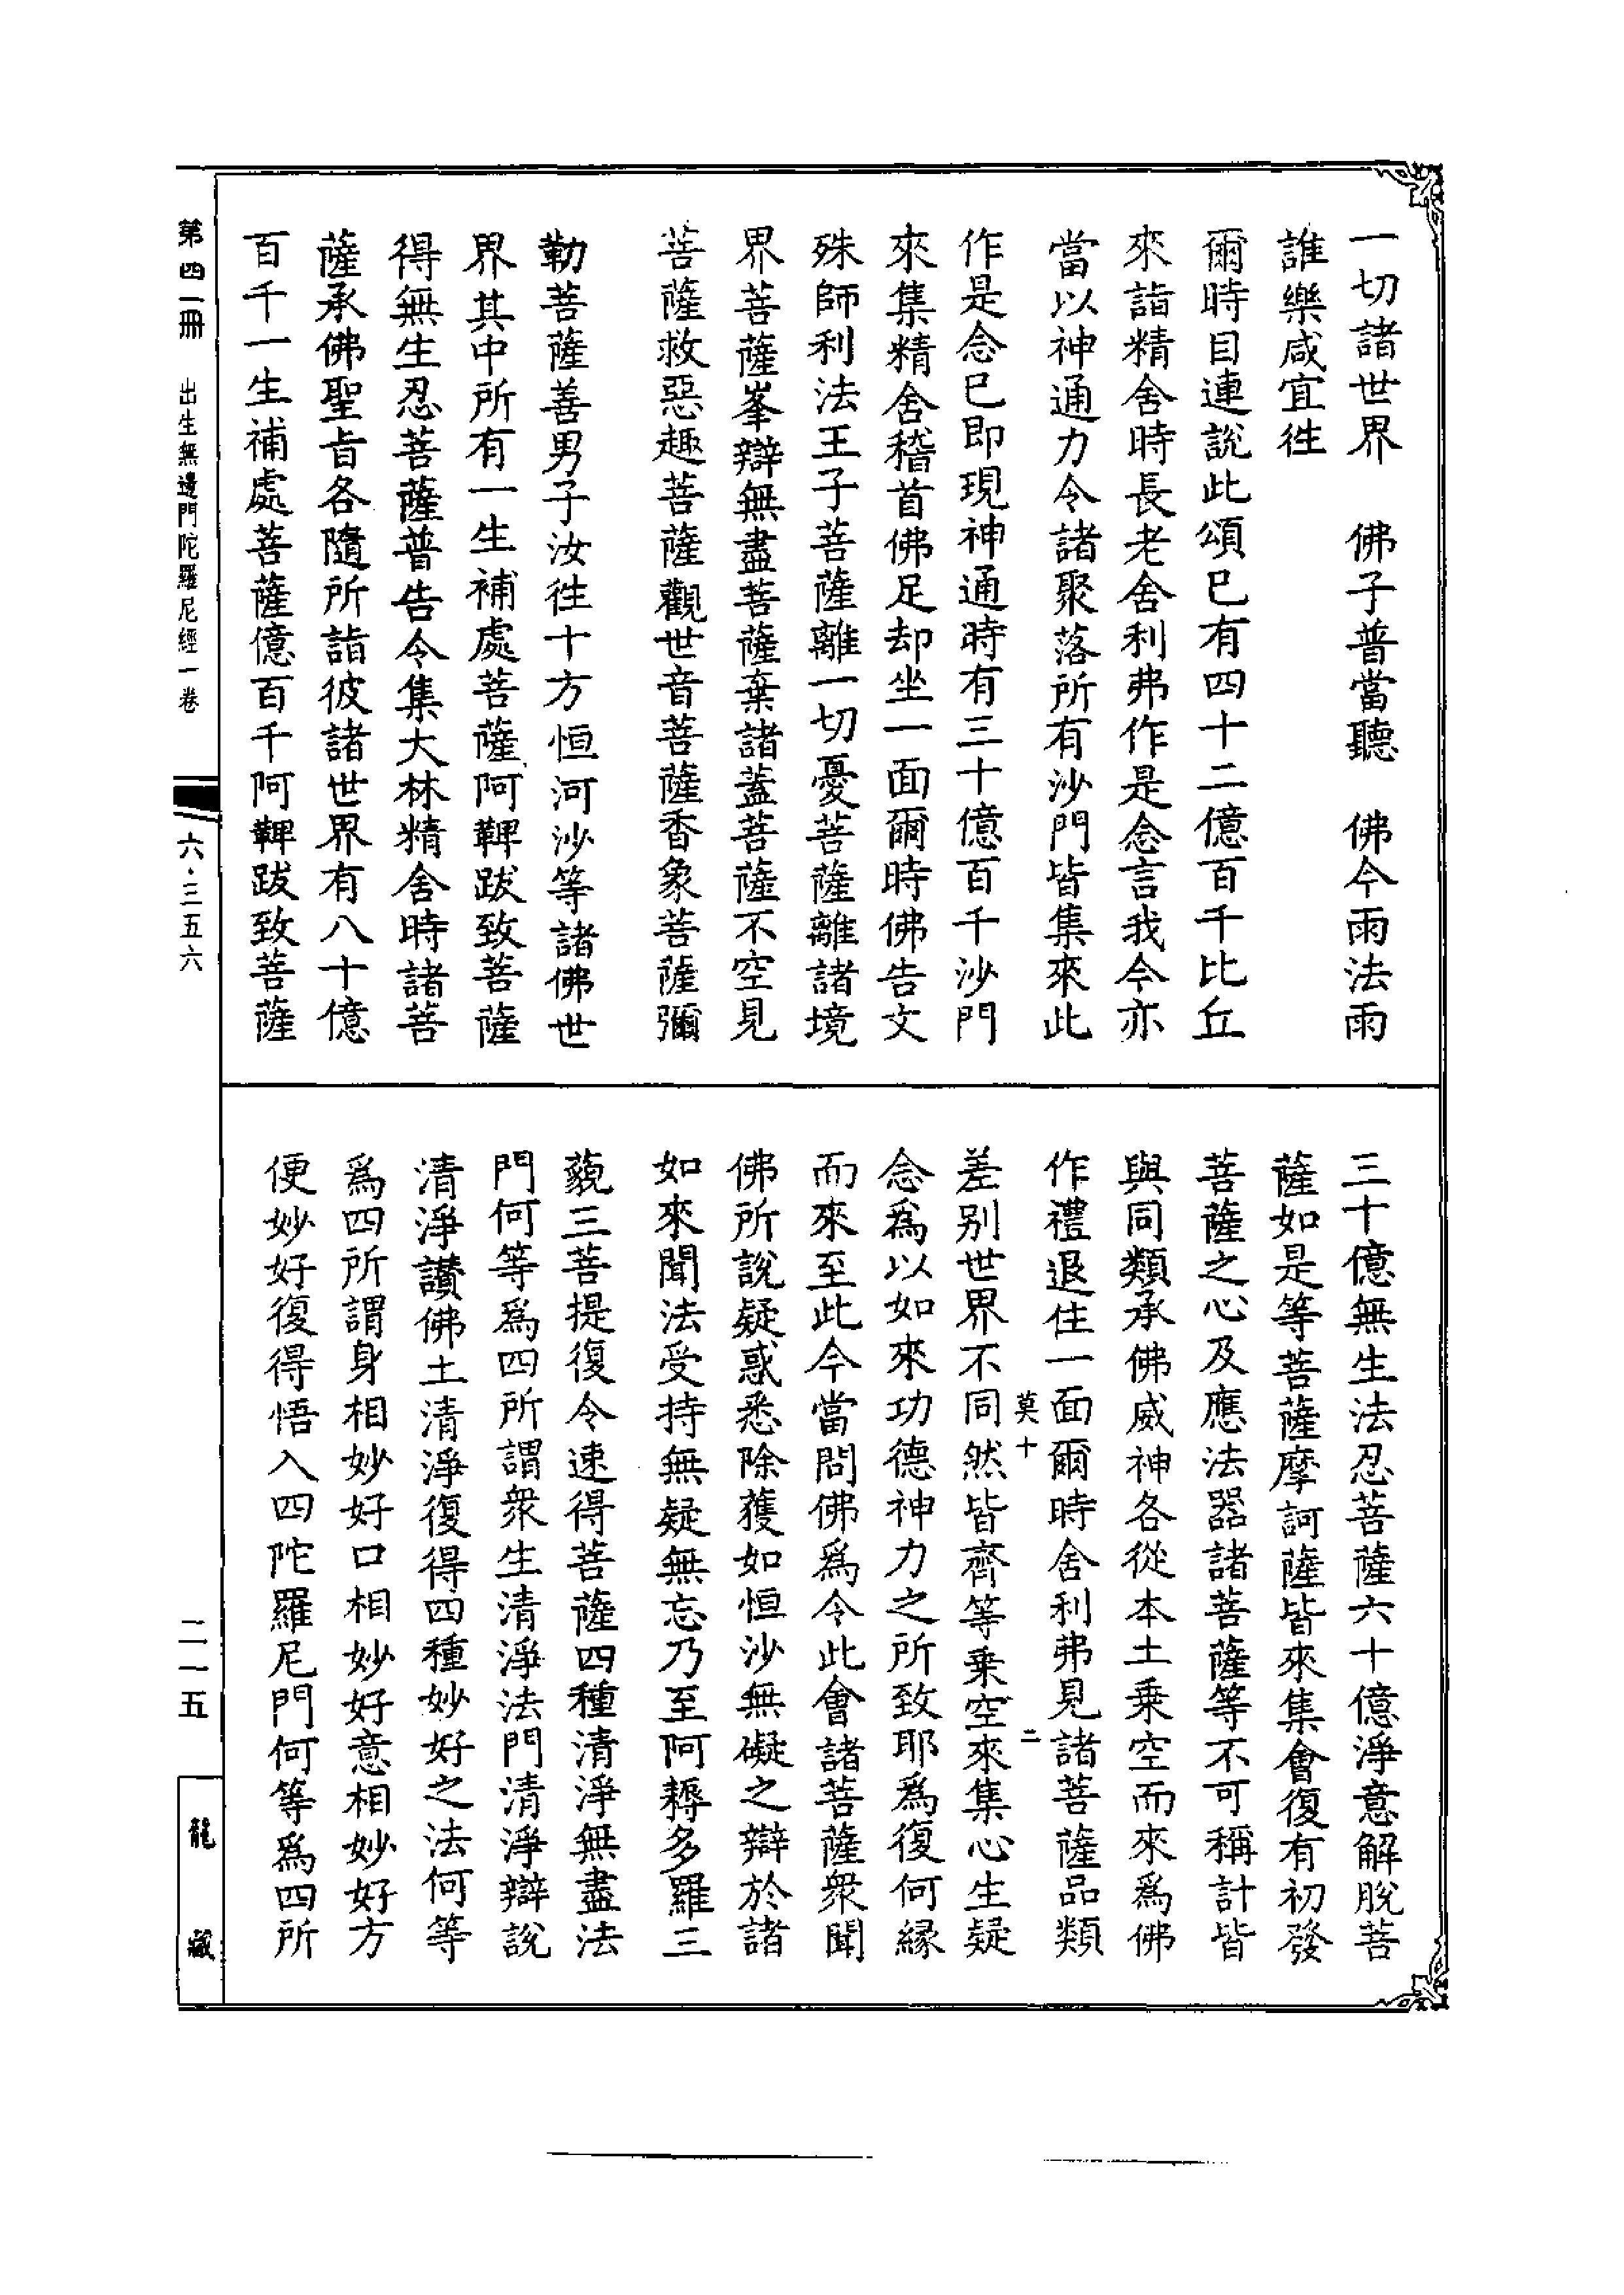 一切諸世界　佛子普當聽　佛今雨法雨
誰樂咸宜徃
爾時目連說此頌已有四十二億百千比丘
來詣精舍時長老舍利弗作是念言我今亦
當以神通力令諸聚落所有沙門皆集來此
作是念已即現神通時有三十億百千沙門
來集精舍稽首佛足却坐一面爾時佛告文
殊師利法王子菩薩離一切憂菩薩離諸境
界菩薩峯辯無盡菩薩棄諸蓋菩薩不空見
菩薩救惡趣菩薩觀世音菩薩香象菩薩彌
勒菩薩善男子汝徃十方恒河沙等諸佛世
界其中所有一生補處菩薩阿鞞跋致菩薩
得無生忍菩薩普告令集大林精舍時諸菩
薩承佛聖旨各隨所詣彼諸世界有八十億
百千一生補處菩薩億百千阿鞞跋致菩薩
三十億無生法忍菩薩六十億淨意解脫菩
薩如是等菩薩摩訶薩皆來集會復有初發
菩薩之心及應法器諸菩薩等不可稱計皆
與同類承佛威神各從本土乗空而來為佛
作禮退住一面爾時舍利弗見諸菩薩品類
莫十　二
差别世界不同然皆齊等乗空來集心生疑
念為以如來功德神力之所致耶為復何縁
而來至此今當問佛為令此會諸菩薩衆聞
佛所說疑惑悉除獲如恒沙無礙之辯於諸
如來聞法受持無疑無忘乃至阿耨多羅三
藐三菩提復令速得菩薩四種清淨無盡法
門何等為四所謂衆生清淨法門清淨辯說
清淨讃佛土清淨復得四種妙好之法何等
為四所謂身相妙好口相妙好意相妙好方
便妙好復得悟入四陀羅尼門何等為四所
第四一冊　出生無邊門陀羅尼經一卷
六·三五六
二一五
龍藏